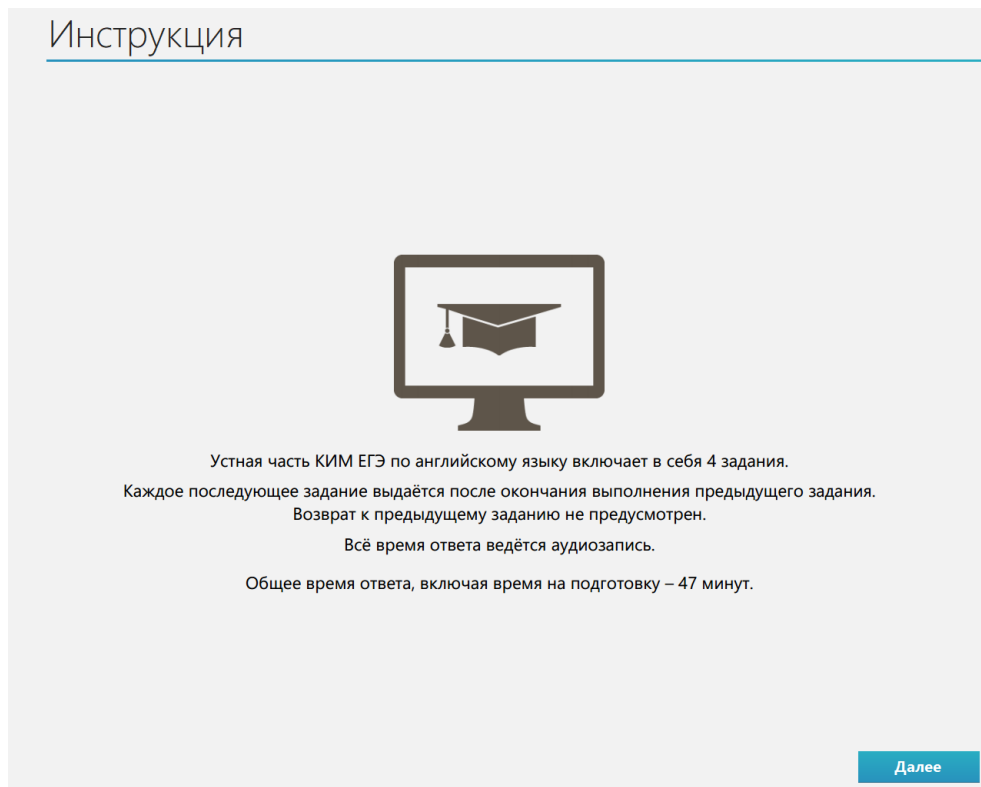 Инструкция
Устная часть КИМ ЕГЭ по английскому языку включает в себя 4 задания.
Каждое последующее задание выдаётся после окончания выполнения предыдущего задания.
Возврат к предыдущему заданию не предусмотрен.
Всё время ответа ведётся аудиозапись.
Общее время ответа, включая время на подготовку – 47 минут.
Далее